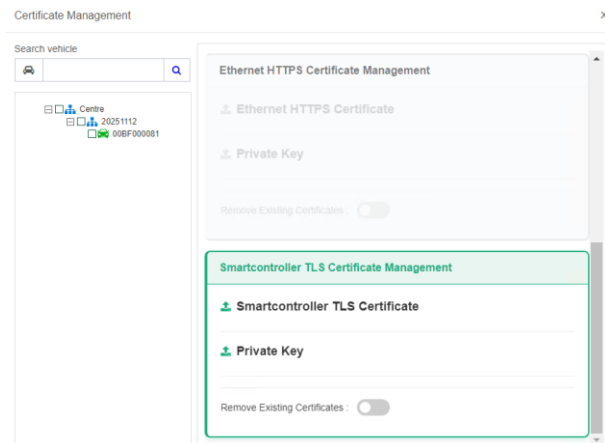 Certificate Management
×
Search vehicle
Centre
20251112
00BF000081
Ethernet HTTPS Certificate Management
Ethernet HTTPS Certificate
Private Key
Remove Existing Certificates :
Smartcontroller TLS Certificate Management
Smartcontroller TLS Certificate
Private Key
Remove Existing Certificates :